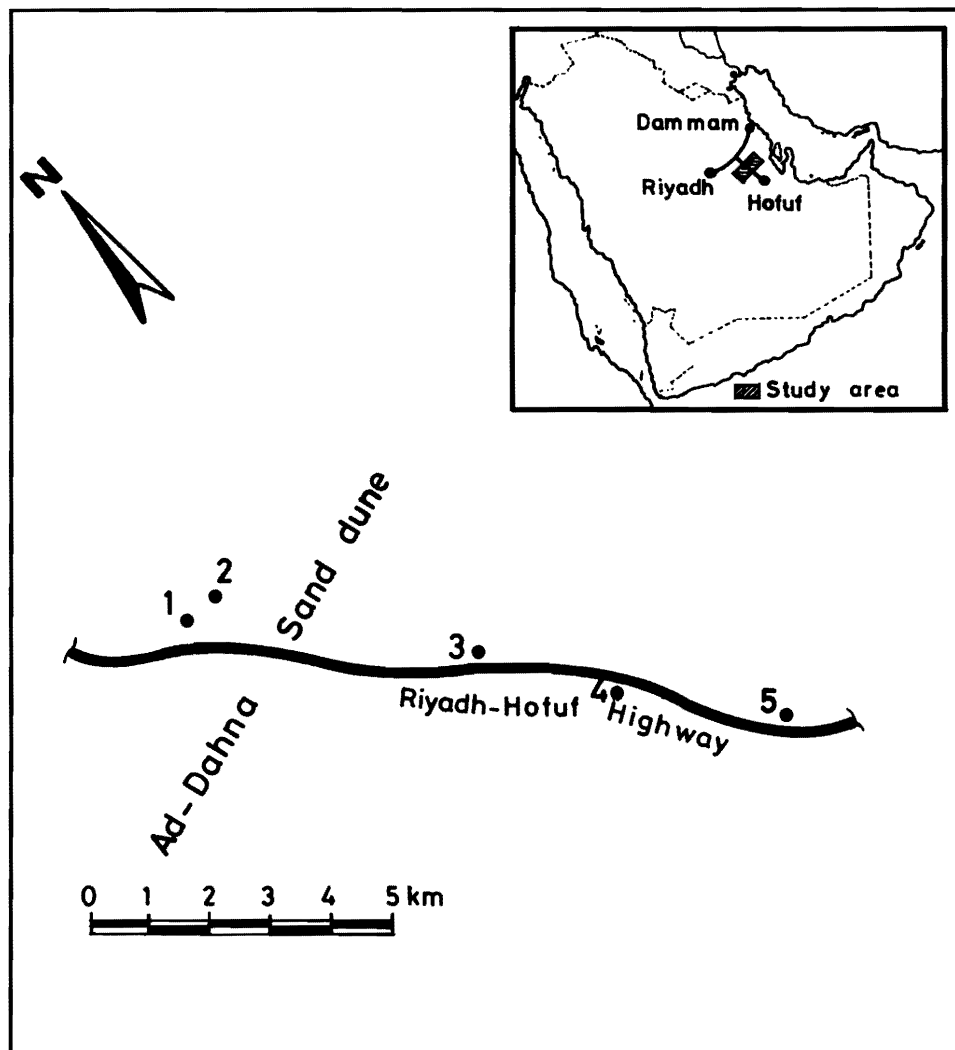 N
Dammam
Riyadh
Hofuf
Study area
Sand dune
1
2
3
4
5
Riyadh-Hofuf Highway
Ad-Dahna
0 1 2 3 4 5 km